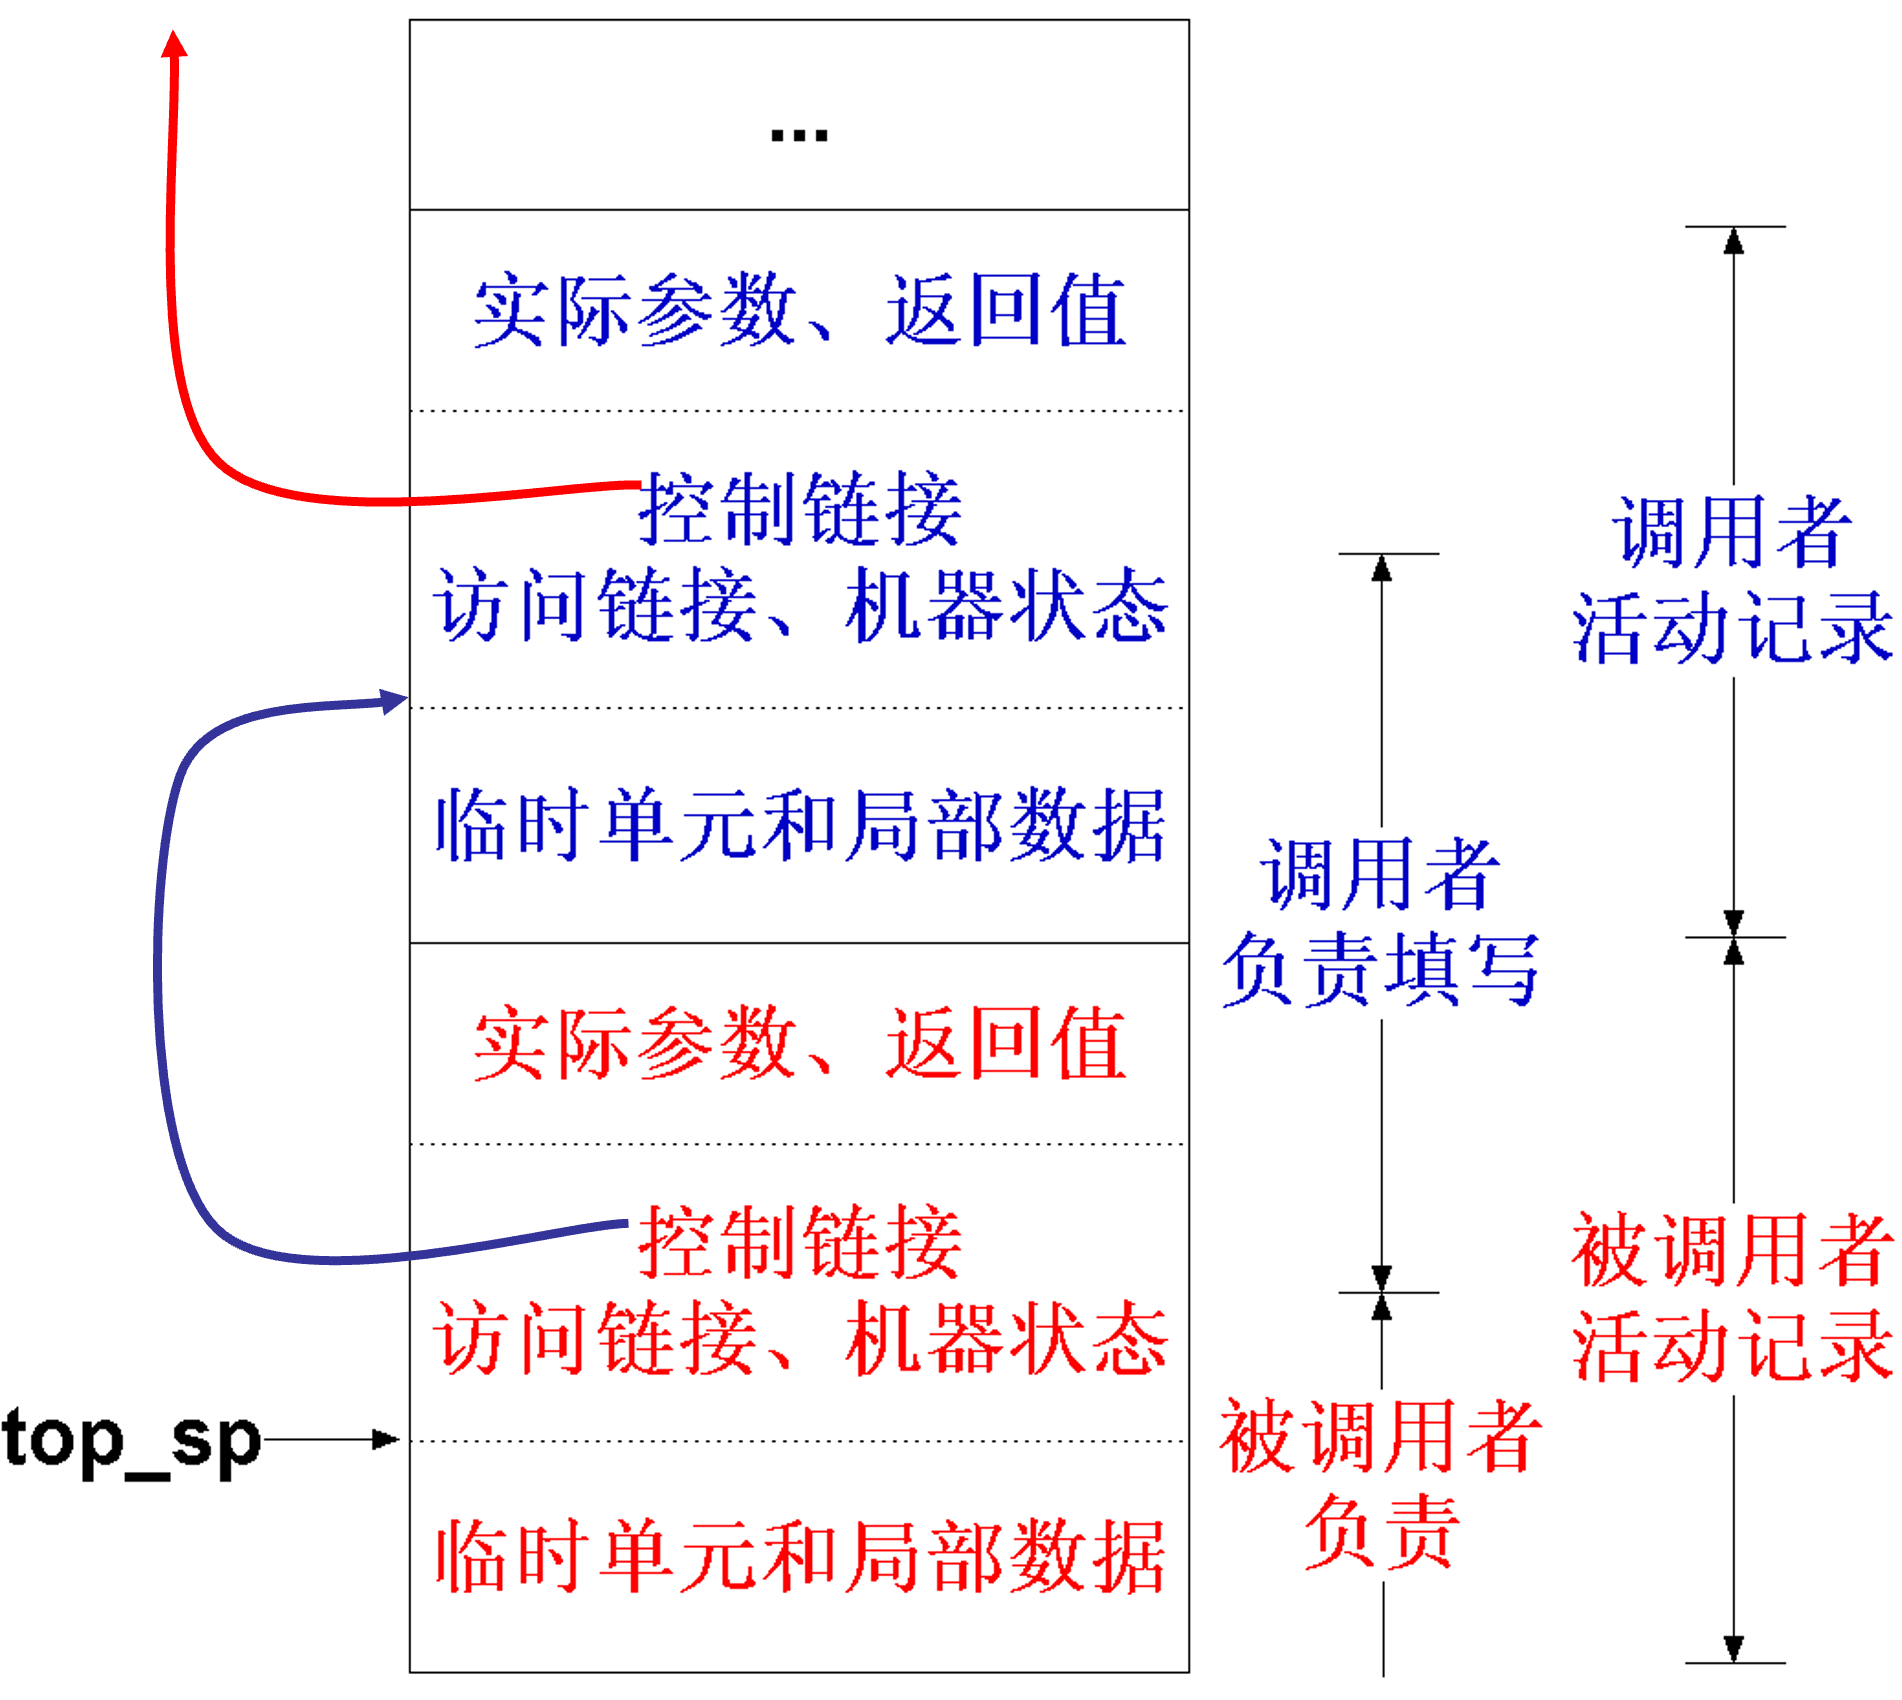 ...
实际参数、返回值
控制链接
访问链接、机器状态
临时单元和局部数据
实际参数、返回值
控制链接
访问链接、机器状态
临时单元和局部数据
top_sp
调用者
负责填写
被调用者
负责
调用者
活动记录
被调用者
活动记录